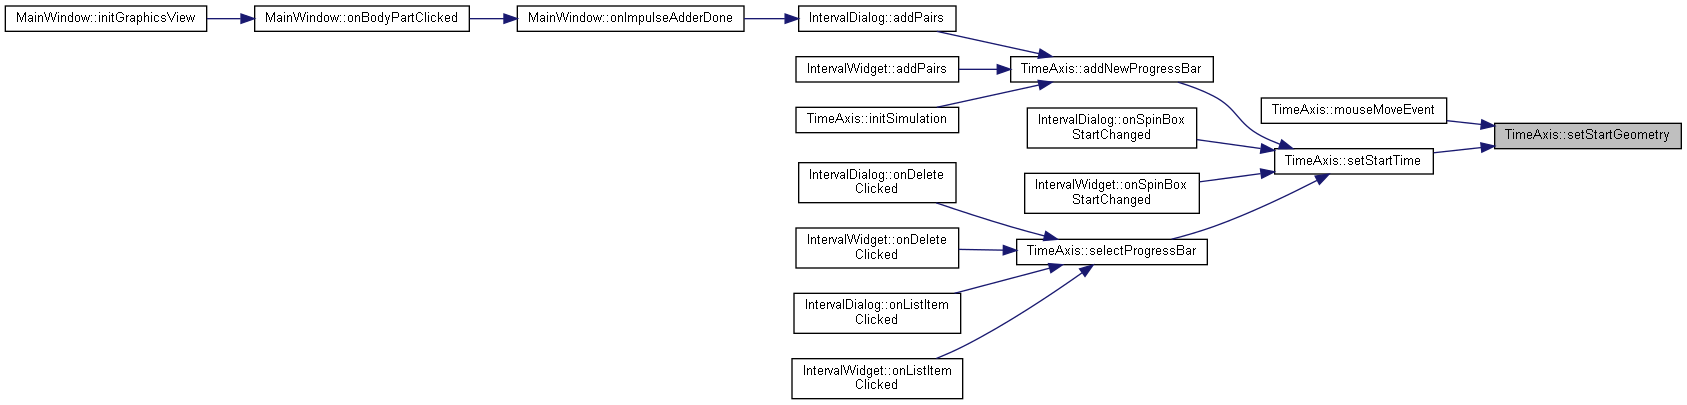 MainWindow::initGraphicsView
MainWindow::onBodyPartClicked
MainWindow::onImpulseAdderDone
IntervalDialog::addPairs
TimeAxis::addNewProgressBar
IntervalWidget::addPairs
TimeAxis::initSimulation
TimeAxis::mouseMoveEvent
IntervalDialog::onSpinBox
StartChanged
TimeAxis::setStartGeometry
TimeAxis::setStartTime
IntervalWidget::onSpinBox
StartChanged
IntervalDialog::onDelete
Clicked
IntervalWidget::onDelete
Clicked
TimeAxis::selectProgressBar
IntervalDialog::onListItem
Clicked
IntervalWidget::onListItem
Clicked